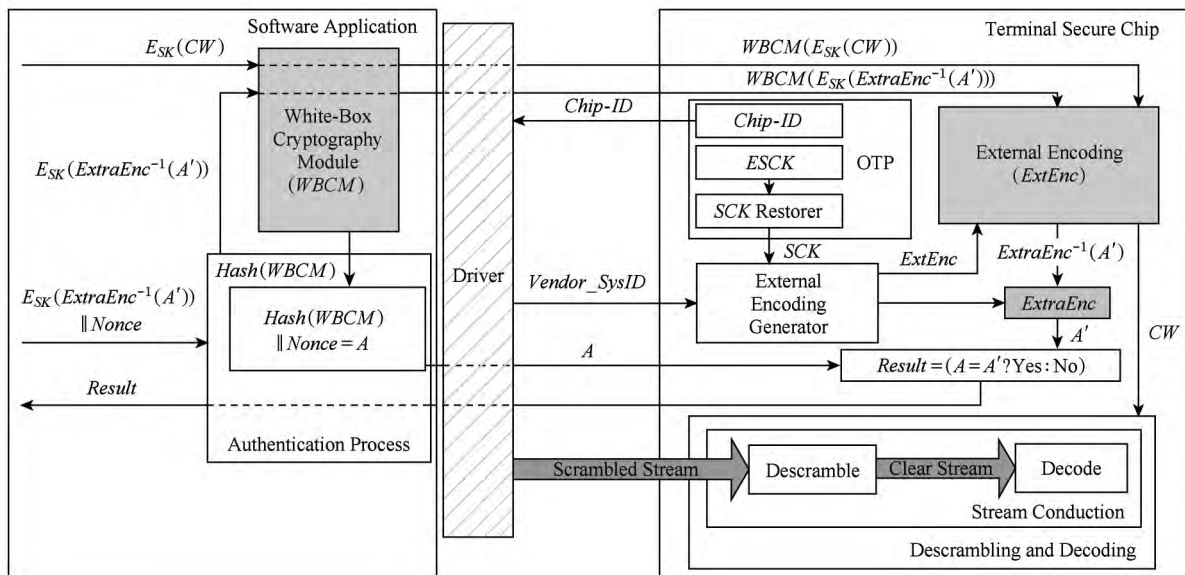 Software Application
Terminal Secure Chip
E_SK(CW)
WBCM(E_SK(CW))
WBCM(E_SK(ExtraEnc⁻¹(A′)))
White-Box
Cryptography
Module
(WBCM)
Chip-ID
Chip-ID
ESCK
OTP
SCK Restorer
External Encoding
(ExtEnc)
E_SK(ExtraEnc⁻¹(A′))
Hash(WBCM)
Driver
SCK
ExtEnc
ExtraEnc⁻¹(A′)
E_SK(ExtraEnc⁻¹(A′))
‖Nonce
Hash(WBCM)
‖Nonce=A
Vendor_SysID
External
Encoding
Generator
ExtraEnc
A′
CW
A
Result=(A=A′?Yes:No)
Result
Authentication Process
Scrambled Stream
Descramble
Clear Stream
Decode
Stream Conduction
Descrambling and Decoding